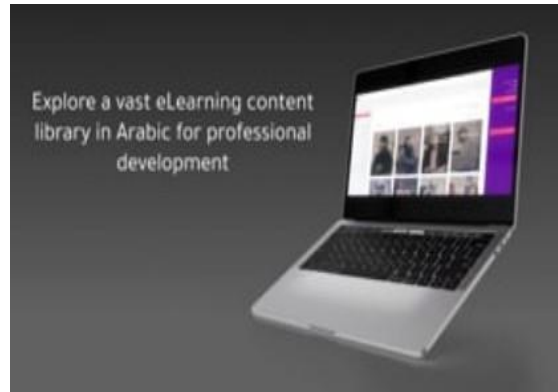 Explore a vast eLearning content
library in Arabic for professional
development